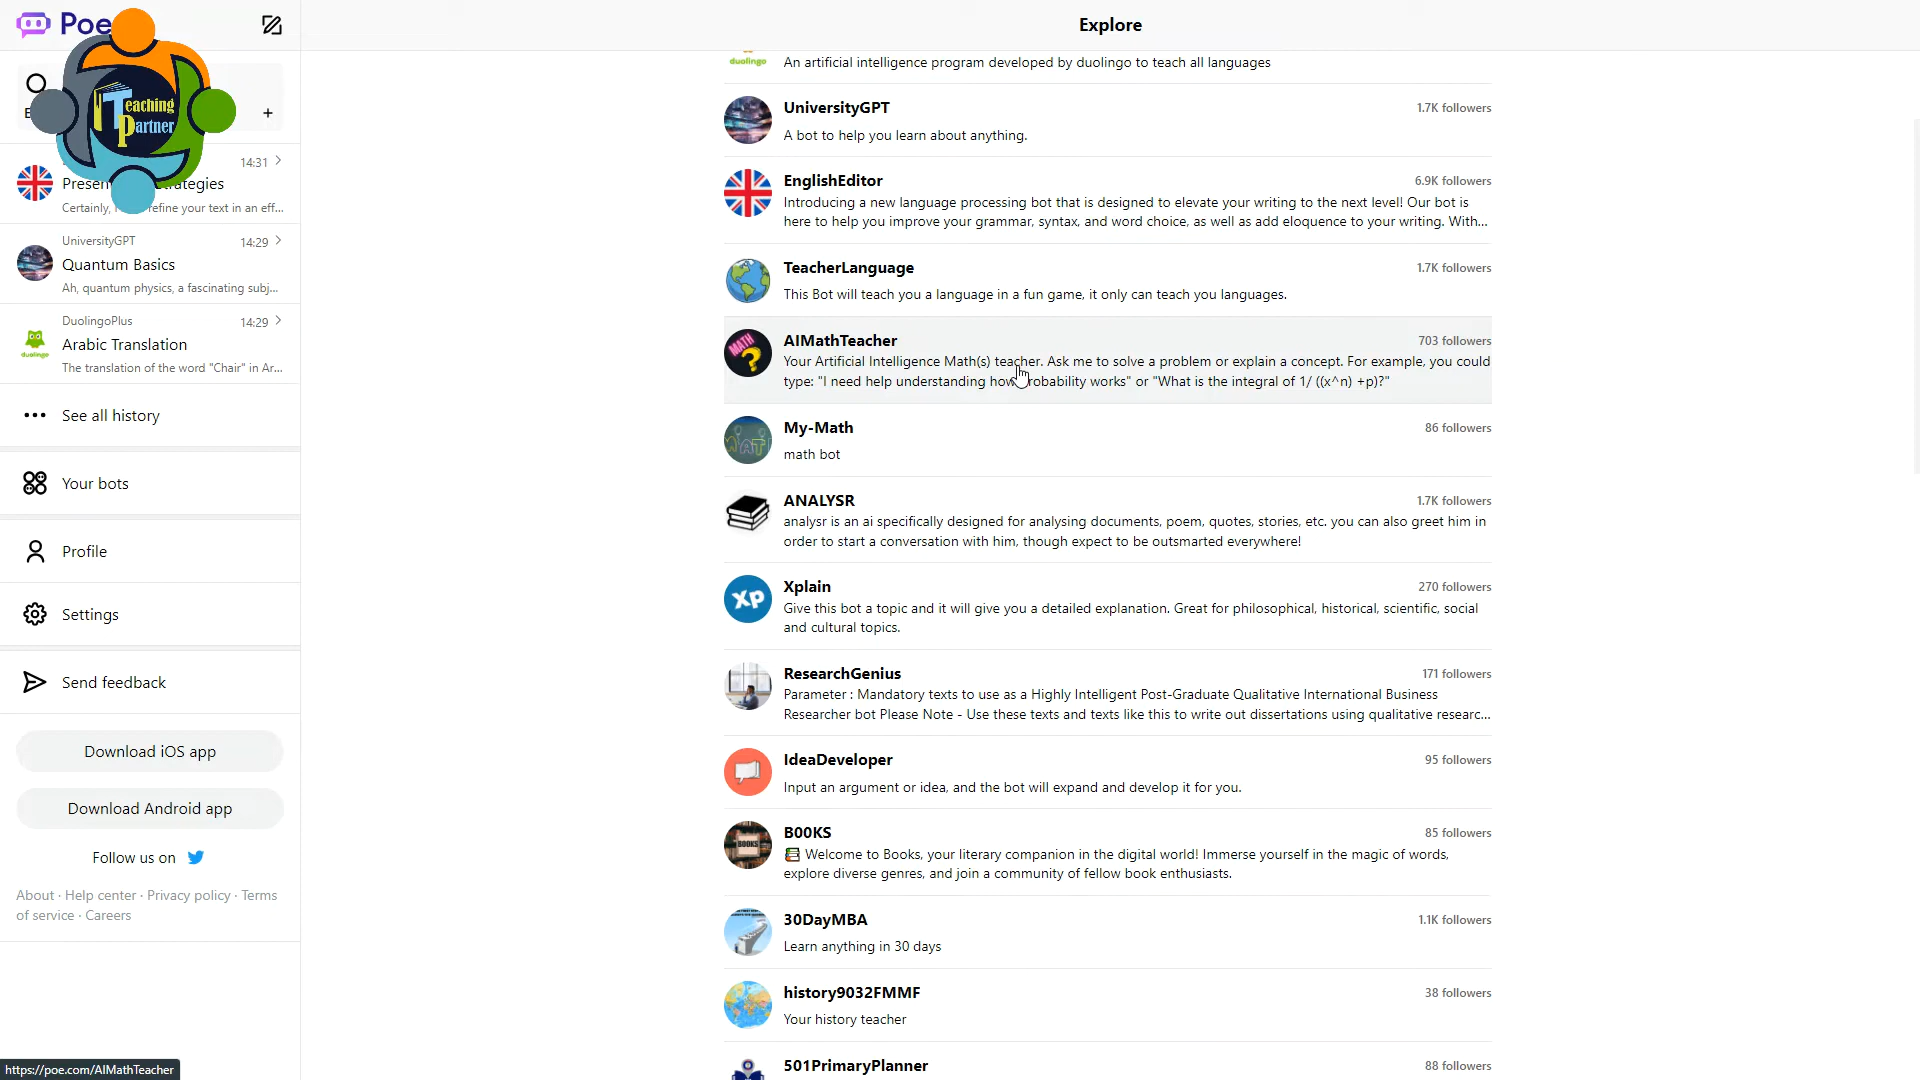 Poe
Explore
Teaching
Partner
14:31
Certainly,
refine your text in an eff...
UniversityGPT
14:29
Quantum Basics
Ah, quantum physics, a fascinating subj...
DuolingoPlus
14:29
Arabic Translation
The translation of the word "Chair" in Ar...
See all history
Your bots
Profile
Settings
Send feedback
Download iOS app
Download Android app
Follow us on
About · Help center · Privacy policy · Terms
of service · Careers
https://poe.com/AIMathTeacher
duolingo
An artificial intelligence program developed by duolingo to teach all languages
UniversityGPT
1.7K followers
A bot to help you learn about anything.
EnglishEditor
6.9K followers
Introducing a new language processing bot that is designed to elevate your writing to the next level! Our bot is
here to help you improve your grammar, syntax, and word choice, as well as add eloquence to your writing. With...
TeacherLanguage
1.7K followers
This Bot will teach you a language in a fun game, it only can teach you languages.
MATH ?
AIMathTeacher
703 followers
Your Artificial Intelligence Math(s) teacher. Ask me to solve a problem or explain a concept. For example, you could
type: "I need help understanding how probability works" or "What is the integral of 1/ ((x^n) +p)?"
My-Math
86 followers
math bot
ANALYSR
1.7K followers
analysr is an ai specifically designed for analysing documents, poem, quotes, stories, etc. you can also greet him in
order to start a conversation with him, though expect to be outsmarted everywhere!
XP
Xplain
270 followers
Give this bot a topic and it will give you a detailed explanation. Great for philosophical, historical, scientific, social
and cultural topics.
ResearchGenius
171 followers
Parameter : Mandatory texts to use as a Highly Intelligent Post-Graduate Qualitative International Business
Researcher bot Please Note - Use these texts and texts like this to write out dissertations using qualitative researc...
IdeaDeveloper
95 followers
Input an argument or idea, and the bot will expand and develop it for you.
BOOKS
B00KS
85 followers
Welcome to Books, your literary companion in the digital world! Immerse yourself in the magic of words,
explore diverse genres, and join a community of fellow book enthusiasts.
30DayMBA
1.1K followers
Learn anything in 30 days
history9032FMMF
38 followers
Your history teacher
501PrimaryPlanner
88 followers